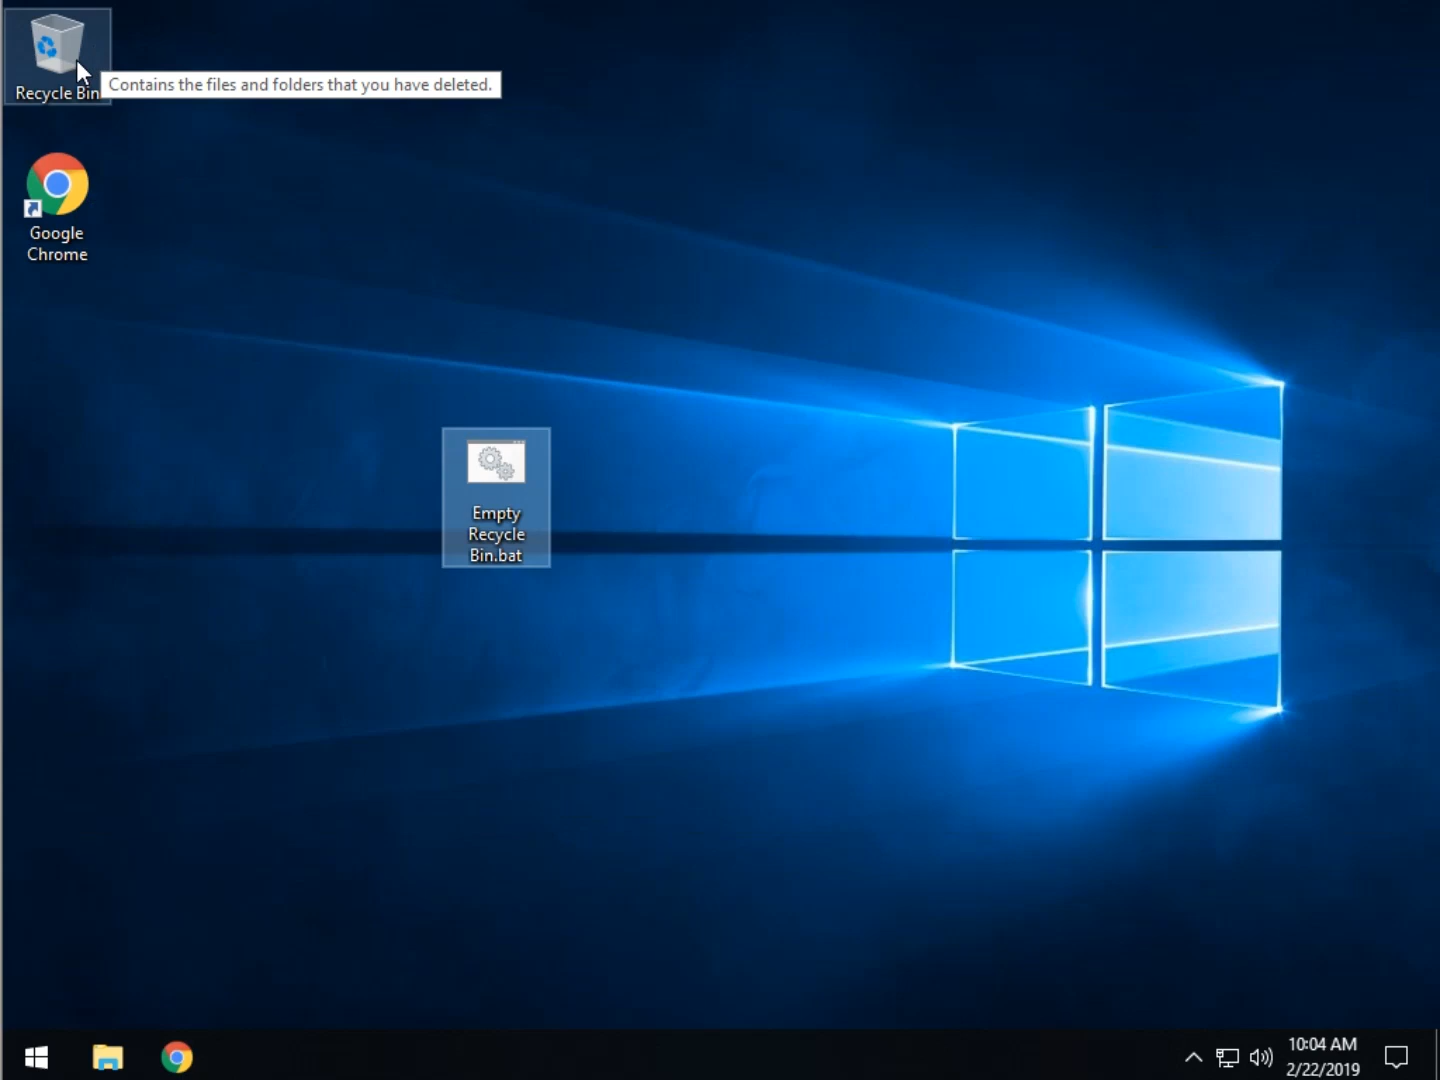 Recycle Bin
Contains the files and folders that you have deleted.
Google
Chrome
Empty
Recycle
Bin.bat
10:04 AM
2/22/2019